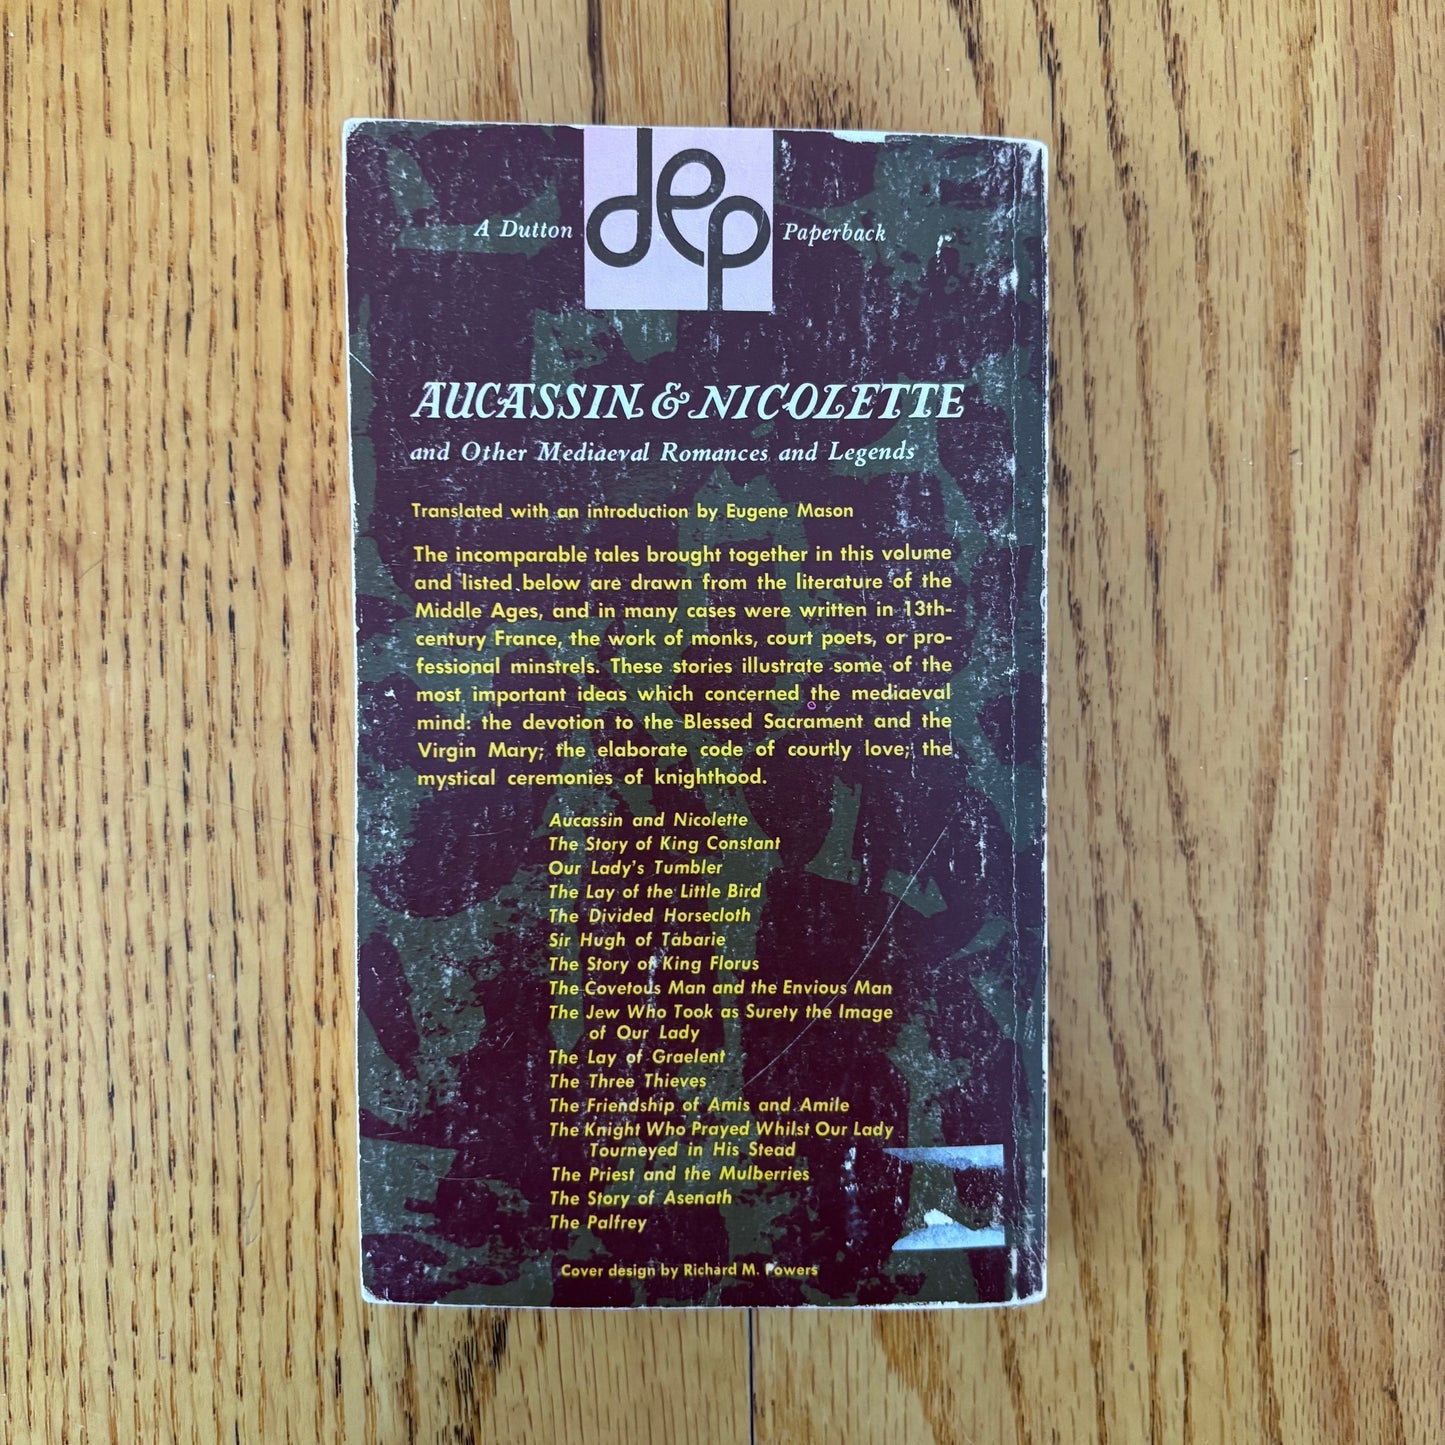 A Dutton dep Paperback
AUCASSIN & NICOLETTE
and Other Mediaeval Romances and Legends
Translated with an introduction by Eugene Mason
The incomparable tales brought together in this volume
and listed below are drawn from the literature of the
Middle Ages, and in many cases were written in 13th-
century France, the work of monks, court poets, or pro-
fessional minstrels. These stories illustrate some of the
most important ideas which concerned the mediaeval
mind: the devotion to the Blessed Sacrament and the
Virgin Mary; the elaborate code of courtly love; the
mystical ceremonies of knighthood.
Aucassin and Nicolette
The Story of King Constant
Our Lady's Tumbler
The Lay of the Little Bird
The Divided Horsecloth
Sir Hugh of Tabarie
The Story of King Florus
The Covetous Man and the Envious Man
The Jew Who Took as Surety the Image
of Our Lady
The Lay of Graelent
The Three Thieves
The Friendship of Amis and Amile
The Knight Who Prayed Whilst Our Lady
Tourneyed in His Stead
The Priest and the Mulberries
The Story of Asenath
The Palfrey
Cover design by Richard M. Powers